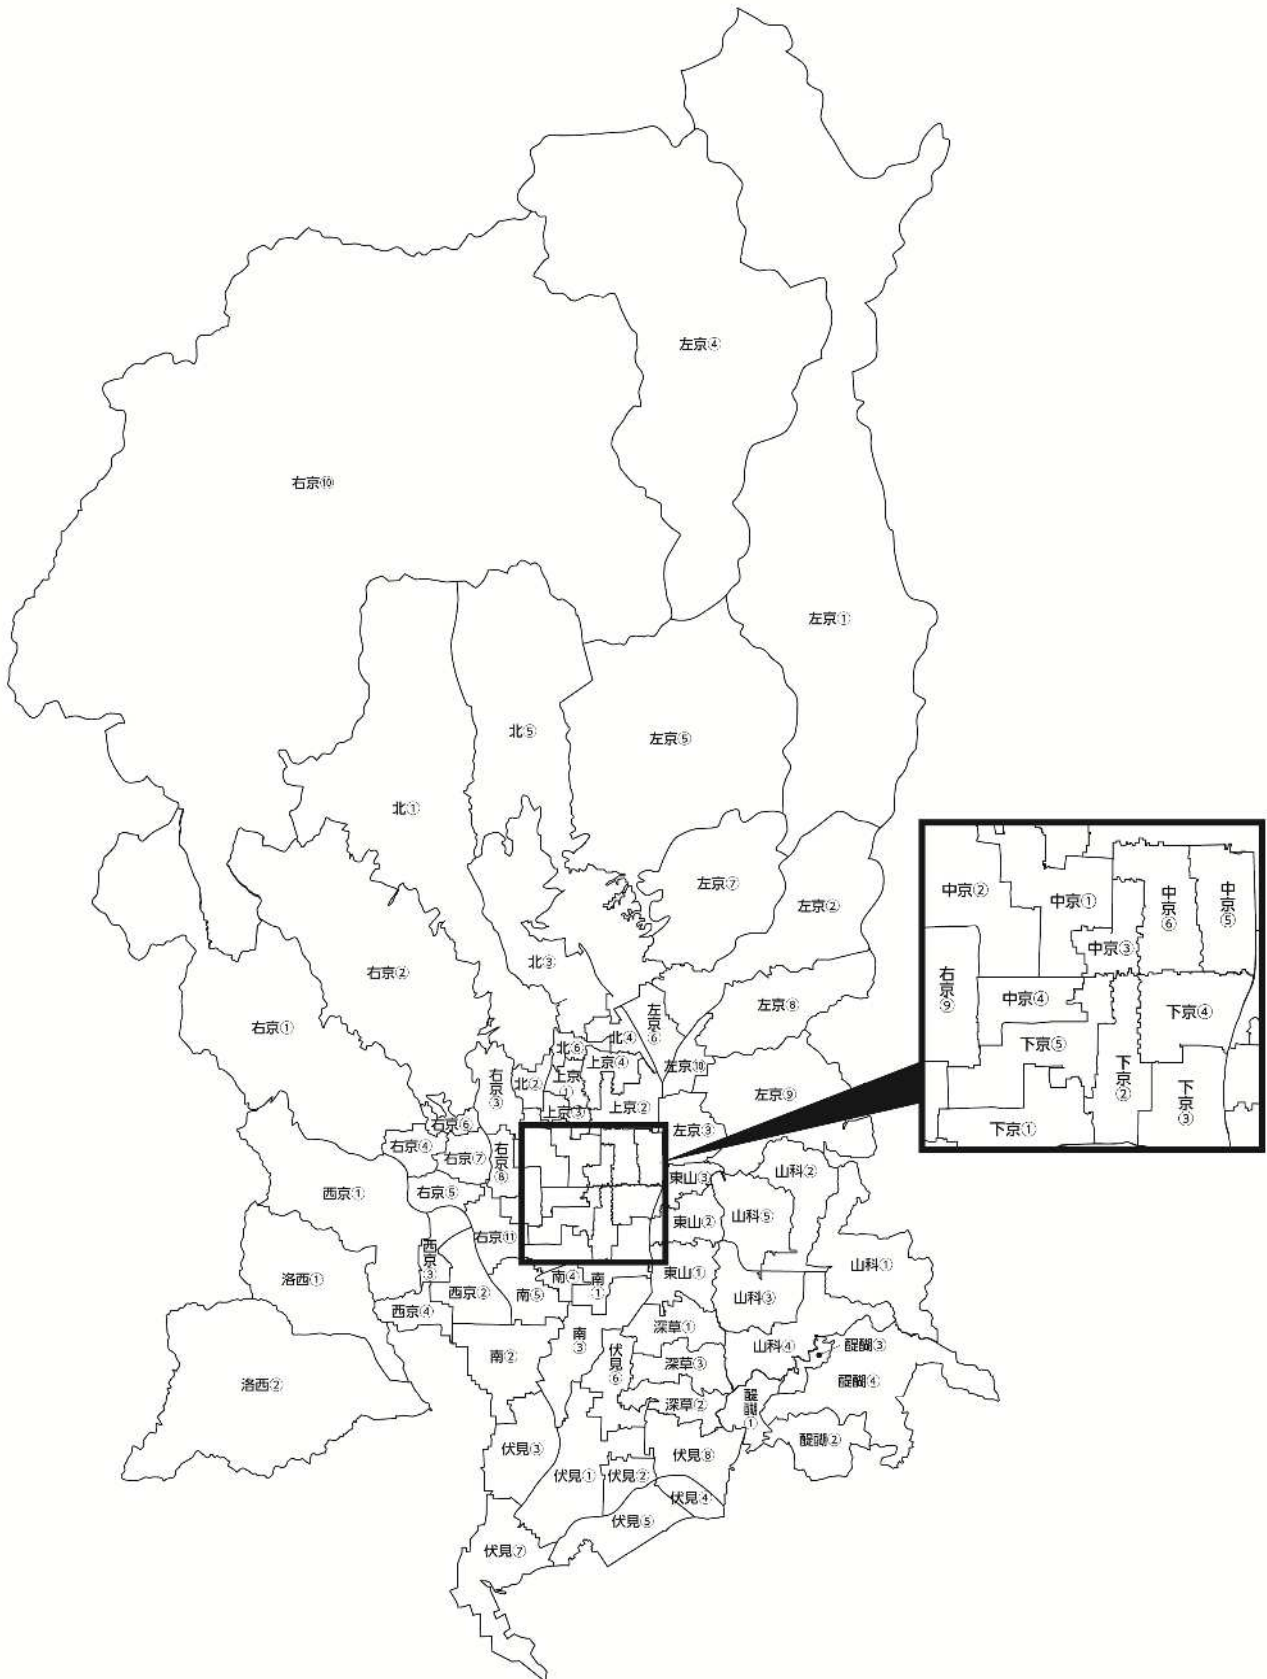 左京④
右京⑩
左京①
北⑤
左京⑤
北①
左京⑦
左京②
北③
右京②
左京⑧
右京①
左京⑥
北④
北⑥
上京④
左京⑩
右京③
北②
上京①
左京⑨
上京③
上京②
右京⑥
左京③
右京④
右京⑦
右京⑧
山科②
東山③
西京①
右京⑤
東山②
山科⑤
右京⑪
西京③
洛西①
南④
南①
東山①
山科①
西京②
南⑤
山科③
西京④
深草①
南③
山科④
醍醐③
南②
伏見⑥
深草③
洛西②
醍醐④
深草②
醍醐①
醍醐②
伏見③
伏見⑧
伏見①
伏見②
伏見④
伏見⑤
伏見⑦
中京②
中京①
中京⑥
中京⑤
中京③
右京⑨
中京④
下京④
下京⑤
下京②
下京③
下京①